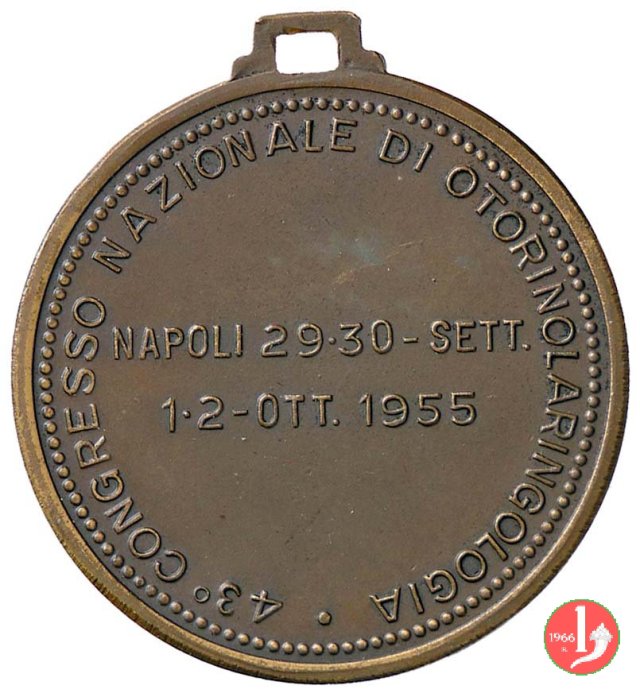 43° CONGRESSO NAZIONALE DI OTORINOLARINGOLOGIA
NAPOLI 29·30 - SETT.
1·2 - OTT. 1955
1966